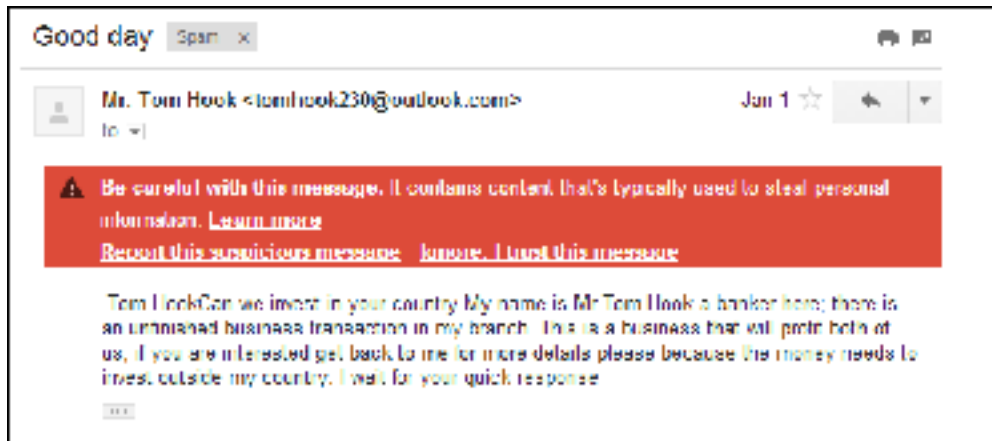 Good day Spam x
Mr. Tom Hook <tomhook230@outlook.com> Jan 1
to
Be careful with this message. It contains content that's typically used to steal personal
information. Learn more
Report this suspicious message Ignore, I trust this message
Tom HookCan we invest in your country My name is Mr Tom Hook a banker here; there is
an unfinished business transaction in my branch. This is a business that will profit both of
us, if you are interested get back to me for more details please because the money needs to
invest outside my country. I wait for your quick response